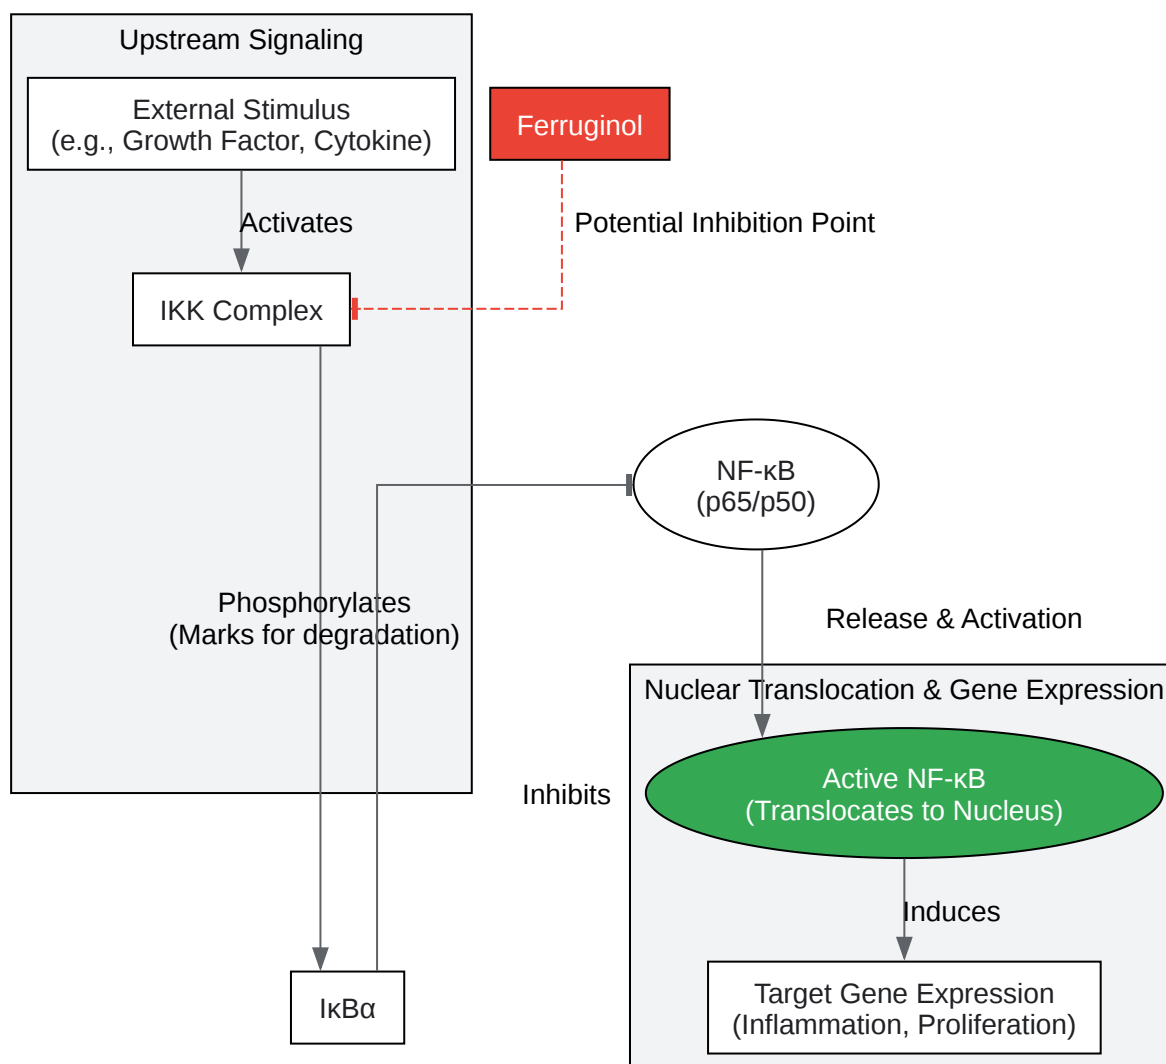 Upstream Signaling
External Stimulus
(e.g., Growth Factor, Cytokine)
Ferruginol
Activates
Potential Inhibition Point
IKK Complex
NF-κB
(p65/p50)
Phosphorylates
(Marks for degradation)
Release & Activation
Nuclear Translocation & Gene Expression
Active NF-κB
(Translocates to Nucleus)
Inhibits
Induces
IκBα
Target Gene Expression
(Inflammation, Proliferation)